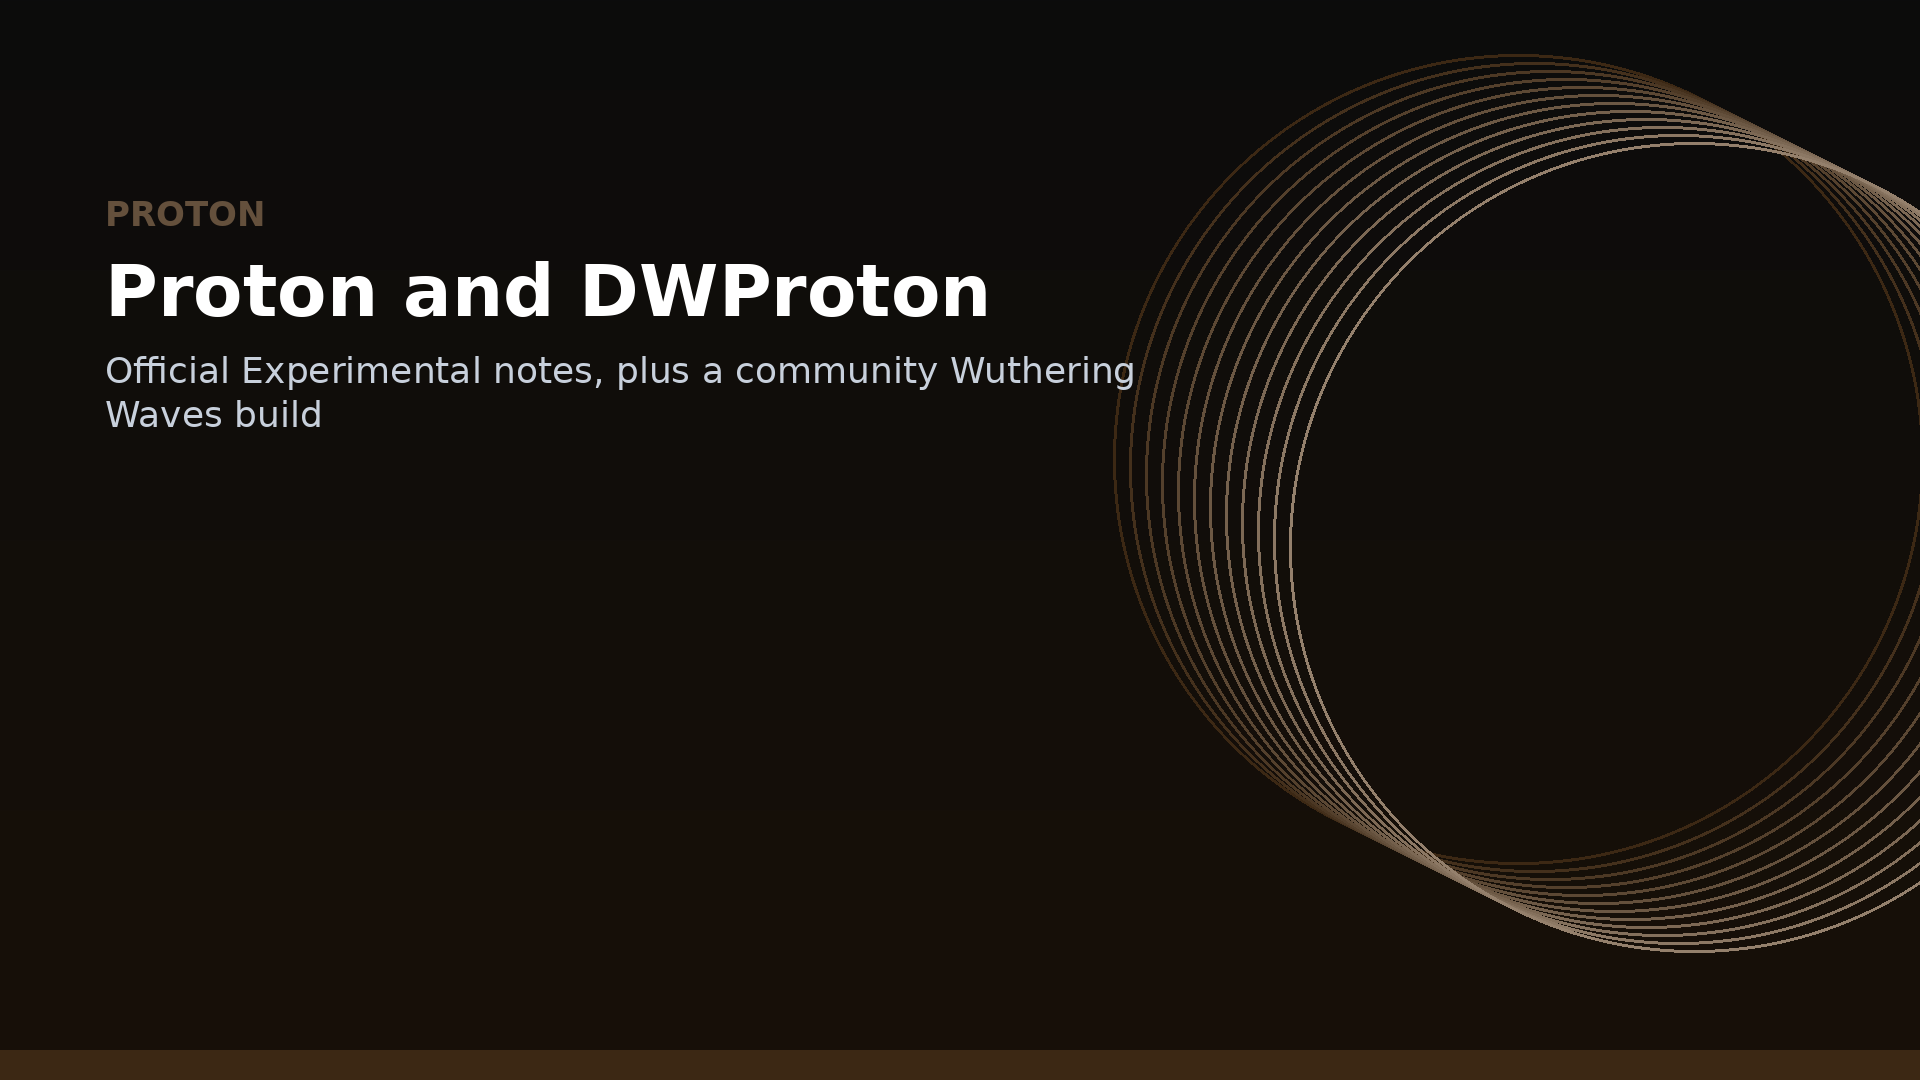 PROTON
Proton and DWProton
Official Experimental notes, plus a community Wuthering
Waves build